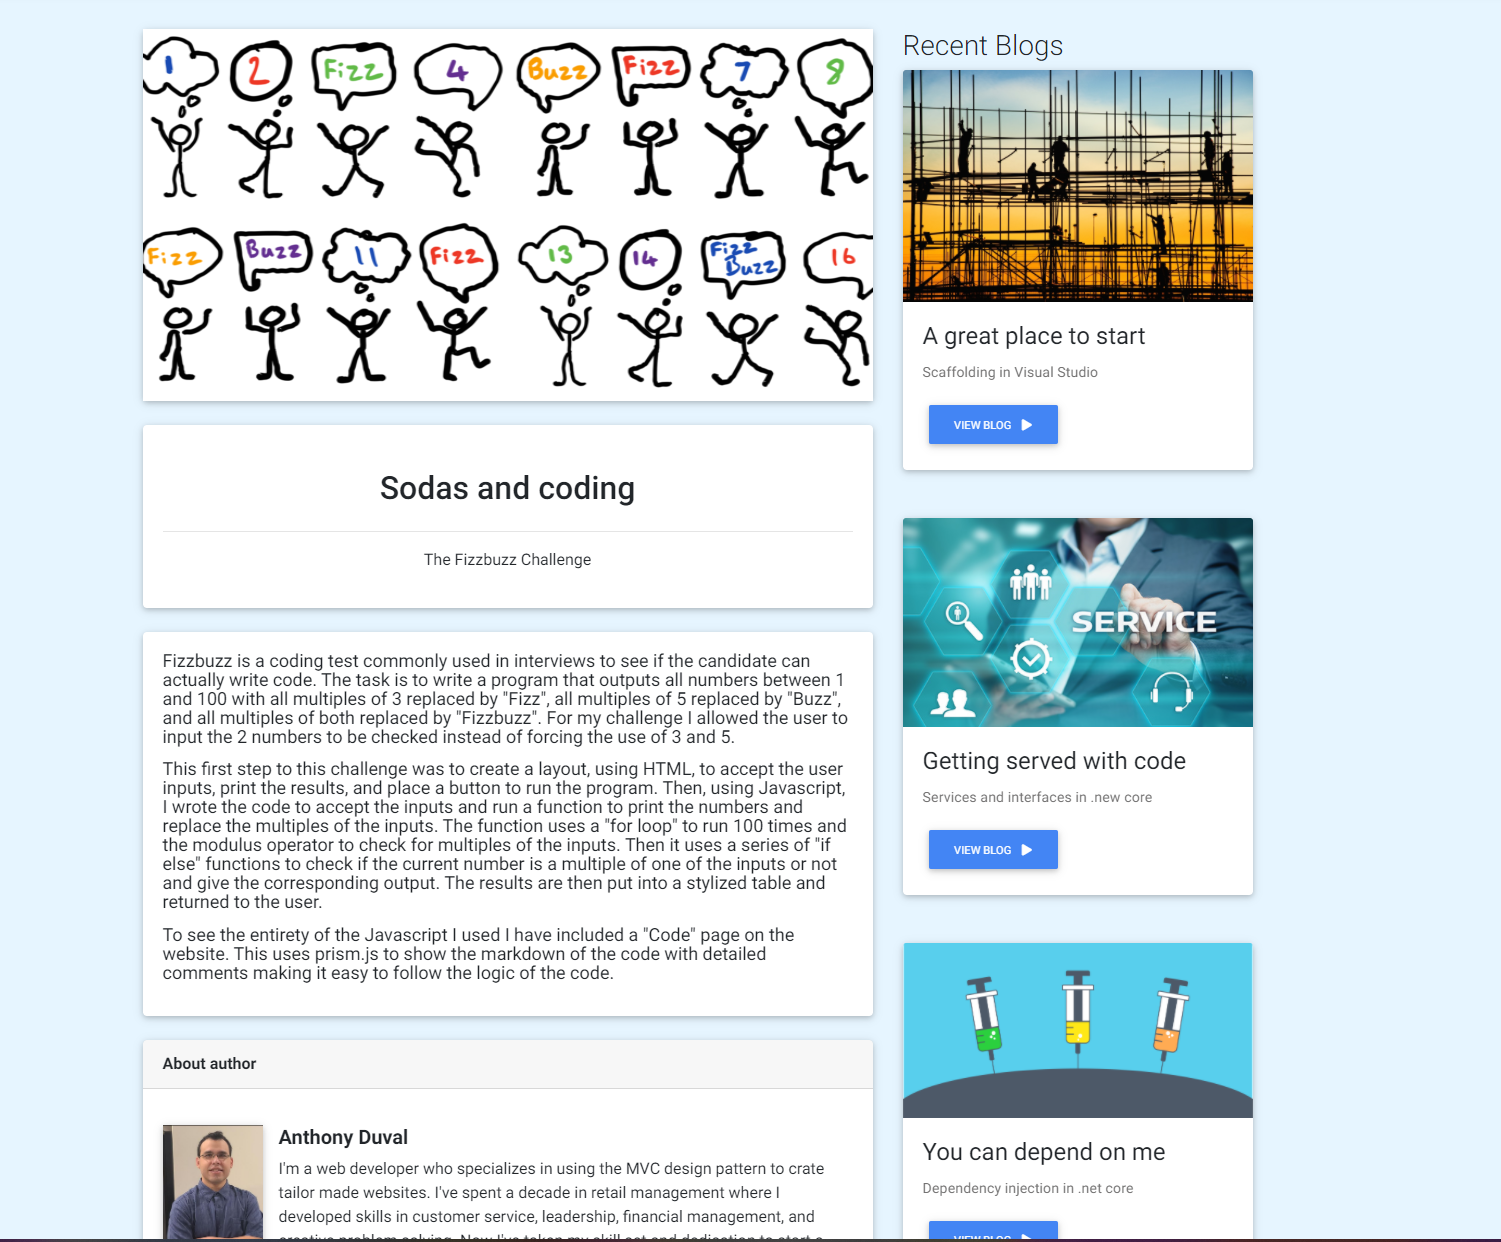 1
2
Fizz
4
Buzz
Fizz
7
8
Fizz
Buzz
11
Fizz
13
14
Fizz
Buzz
16
Sodas and coding
The Fizzbuzz Challenge
Fizzbuzz is a coding test commonly used in interviews to see if the candidate can
actually write code. The task is to write a program that outputs all numbers between 1
and 100 with all multiples of 3 replaced by "Fizz", all multiples of 5 replaced by "Buzz",
and all multiples of both replaced by "Fizzbuzz". For my challenge I allowed the user to
input the 2 numbers to be checked instead of forcing the use of 3 and 5.
This first step to this challenge was to create a layout, using HTML, to accept the user
inputs, print the results, and place a button to run the program. Then, using Javascript,
I wrote the code to accept the inputs and run a function to print the numbers and
replace the multiples of the inputs. The function uses a "for loop" to run 100 times and
the modulus operator to check for multiples of the inputs. Then it uses a series of "if
else" functions to check if the current number is a multiple of one of the inputs or not
and give the corresponding output. The results are then put into a stylized table and
returned to the user.
To see the entirety of the Javascript I used I have included a "Code" page on the
website. This uses prism.js to show the markdown of the code with detailed
comments making it easy to follow the logic of the code.
About author
Anthony Duval
I'm a web developer who specializes in using the MVC design pattern to crate
tailor made websites. I've spent a decade in retail management where I
developed skills in customer service, leadership, financial management, and
creative problem solving. Now I've taken my skill set and dedication to start a
Recent Blogs
A great place to start
Scaffolding in Visual Studio
VIEW BLOG
SERVICE
Getting served with code
Services and interfaces in .new core
VIEW BLOG
You can depend on me
Dependency injection in .net core
VIEW BLOG